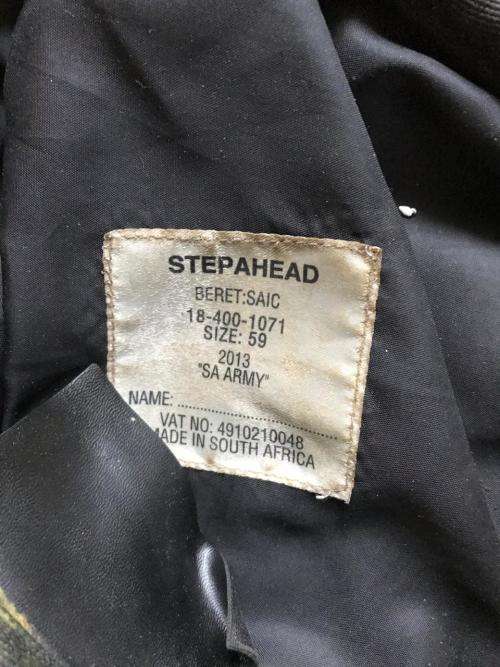 STEPAHEAD
BERET:SAIC
18-400-1071
SIZE: 59
2013
"SA ARMY"
NAME: ................................
VAT NO: 4910210048
MADE IN SOUTH AFRICA